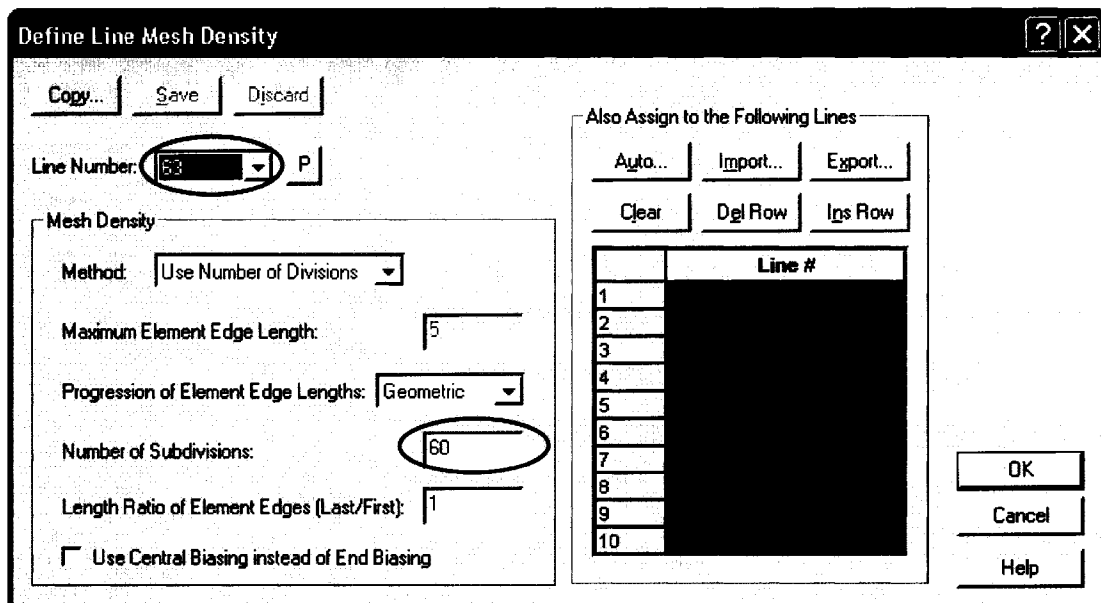 Define Line Mesh Density
? X
Copy... Save Discard
Line Number: P
Mesh Density
Method: Use Number of Divisions
Maximum Element Edge Length: 5
Progression of Element Edge Lengths: Geometric
Number of Subdivisions: 60
Length Ratio of Element Edges (Last/First): 1
Use Central Biasing instead of End Biasing
Also Assign to the Following Lines
Auto... Import... Export...
Clear Del Row Ins Row
Line #
1
2
3
4
5
6
7
8
9
10
OK
Cancel
Help